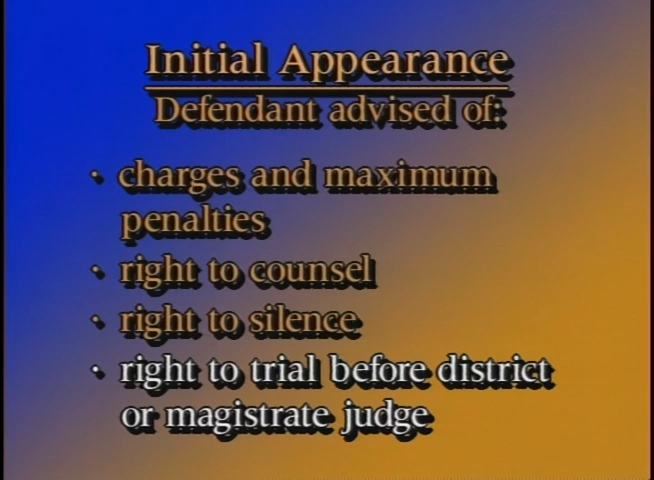 Initial Appearance
Defendant advised of:
• charges and maximum
penalties
• right to counsel
• right to silence
• right to trial before district
or magistrate judge